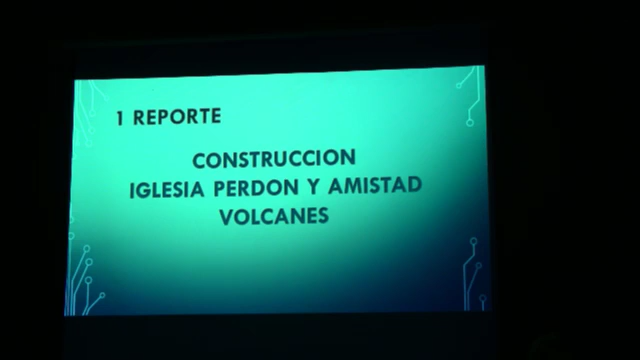 1 REPORTE
CONSTRUCCION
IGLESIA PERDON Y AMISTAD
VOLCANES